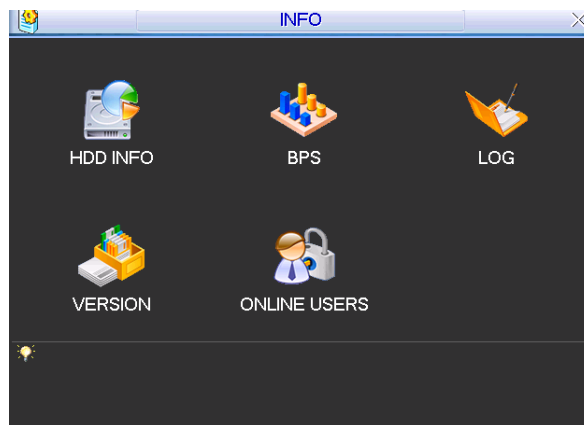 INFO
HDD INFO
BPS
LOG
VERSION
ONLINE USERS